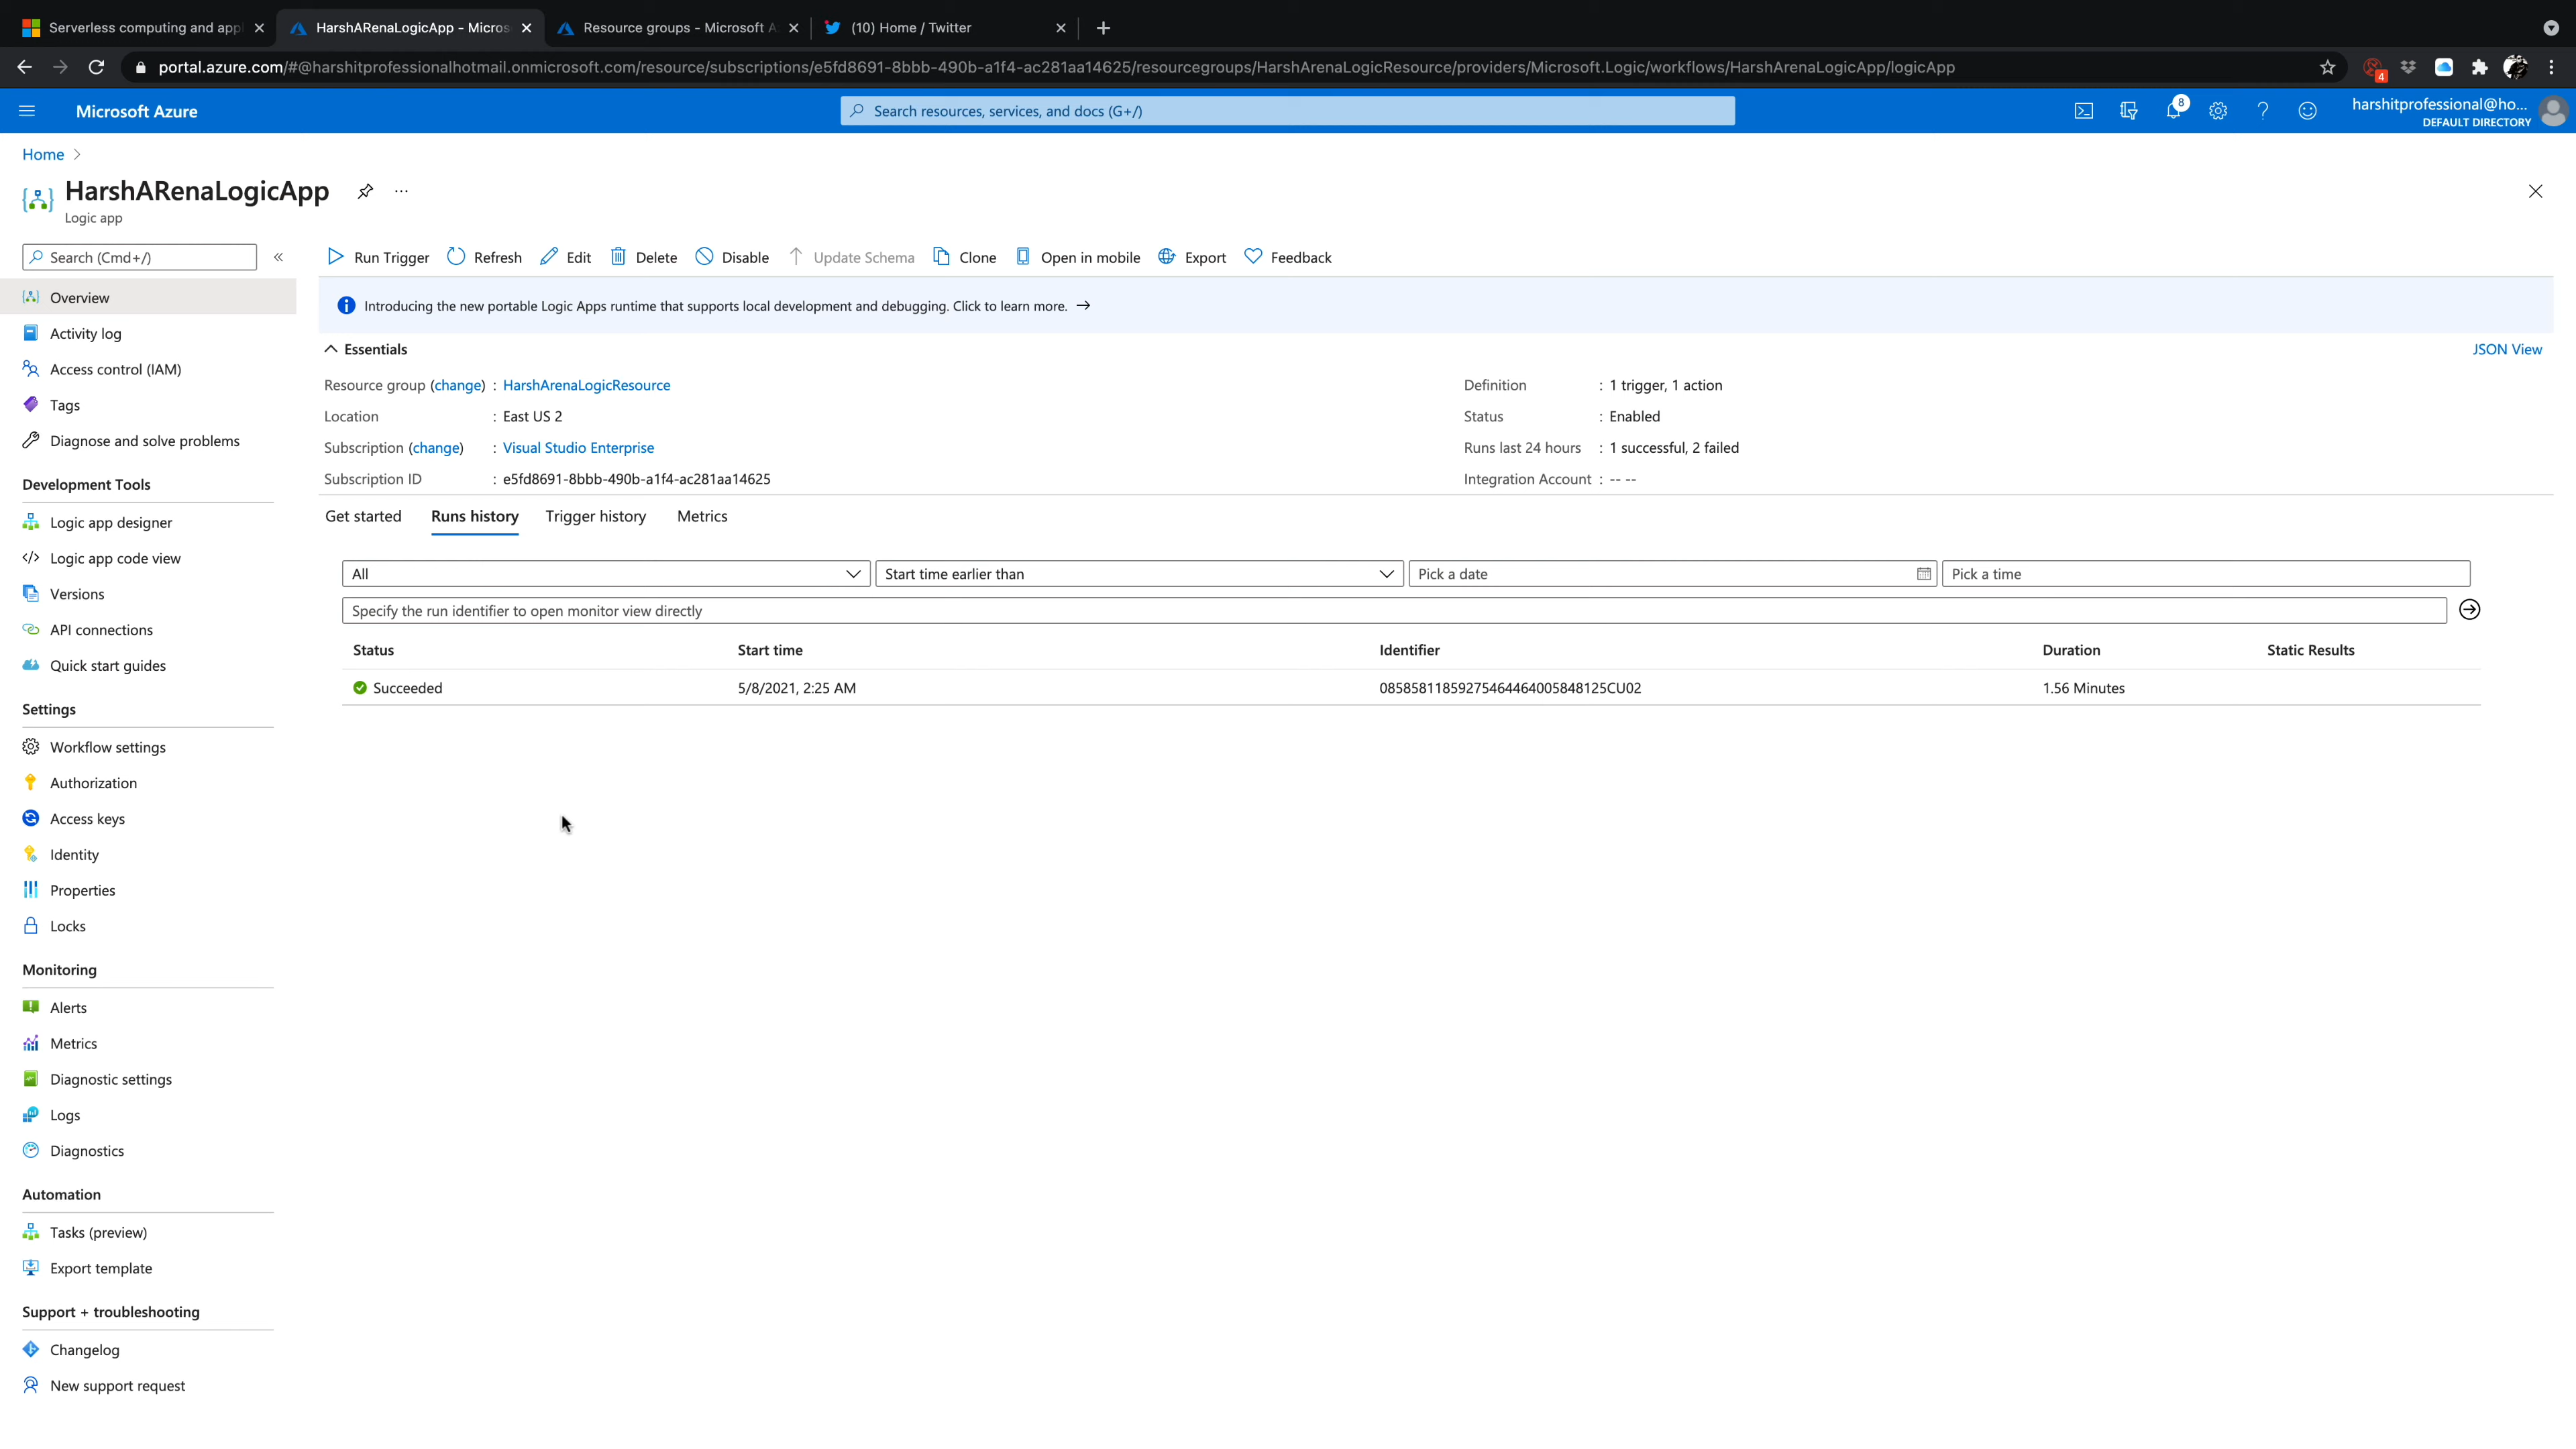 Serverless computing and app
HarshARenaLogicApp - Micros
Resource groups - Microsoft A
(10) Home / Twitter
portal.azure.com/#@harshitprofessionalhotmail.onmicrosoft.com/resource/subscriptions/e5fd8691-8bbb-490b-a1f4-ac281aa14625/resourcegroups/HarshArenaLogicResource/providers/Microsoft.Logic/workflows/HarshARenaLogicApp/logicApp
4
Microsoft Azure
Search resources, services, and docs (G+/)
8
harshitprofessional@ho...
DEFAULT DIRECTORY
Home
HarshARenaLogicApp
Logic app
Search (Cmd+/)
Run Trigger Refresh Edit Delete Disable Update Schema Clone Open in mobile Export Feedback
Overview
Activity log
Access control (IAM)
Tags
Diagnose and solve problems
Development Tools
Logic app designer
Logic app code view
Versions
API connections
Quick start guides
Settings
Workflow settings
Authorization
Access keys
Identity
Properties
Locks
Monitoring
Alerts
Metrics
Diagnostic settings
Logs
Diagnostics
Automation
Tasks (preview)
Export template
Support + troubleshooting
Changelog
New support request
Introducing the new portable Logic Apps runtime that supports local development and debugging. Click to learn more.
Essentials
JSON View
Resource group (change) : HarshArenaLogicResource
Location : East US 2
Subscription (change) : Visual Studio Enterprise
Subscription ID : e5fd8691-8bbb-490b-a1f4-ac281aa14625
Definition : 1 trigger, 1 action
Status : Enabled
Runs last 24 hours : 1 successful, 2 failed
Integration Account : -- --
Get started Runs history Trigger history Metrics
All Start time earlier than Pick a date Pick a time
Specify the run identifier to open monitor view directly
Status Start time Identifier Duration Static Results
Succeeded 5/8/2021, 2:25 AM 08585811859275464464005848125CU02 1.56 Minutes